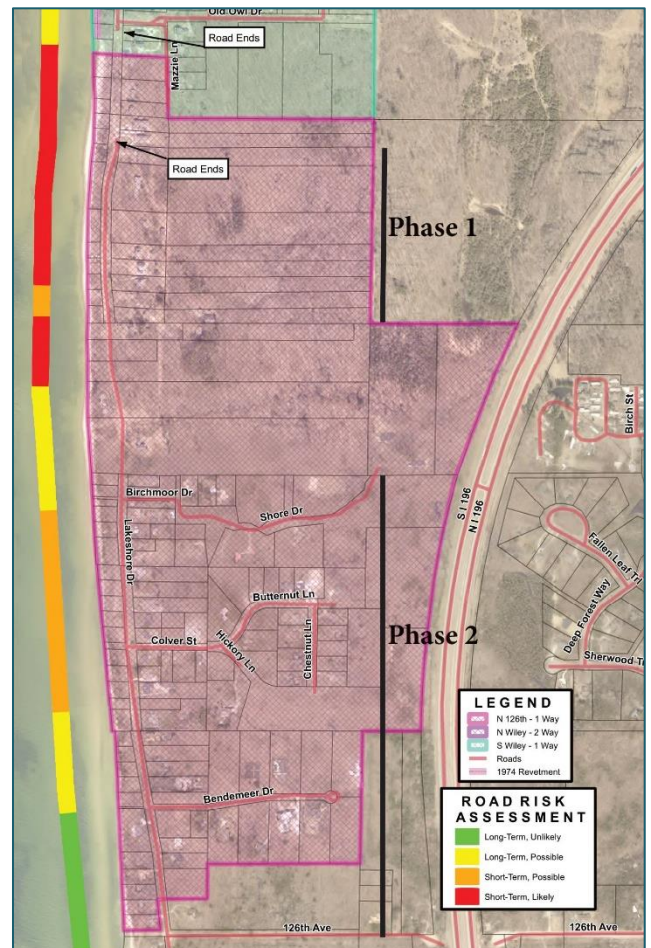 Old Owl Dr
Road Ends
Mazzie Ln
Road Ends
Phase 1
Birch St
S I 196
N I 196
Birchmoor Dr
Shore Dr
Lakeshore Dr
Fallen Leaf Trl
Butternut Ln
Deep Forest Way
Colver St
Hickory Ln
Chestnut Ln
Phase 2
Sherwood Tr
LEGEND
N 126th - 1 Way
N Wiley - 2 Way
S Wiley - 1 Way
Roads
1974 Revetment
Bendemeer Dr
ROAD RISK
ASSESSMENT
Long-Term, Unlikely
Long-Term, Possible
Short-Term, Possible
Short-Term, Likely
126th Ave
126th Ave